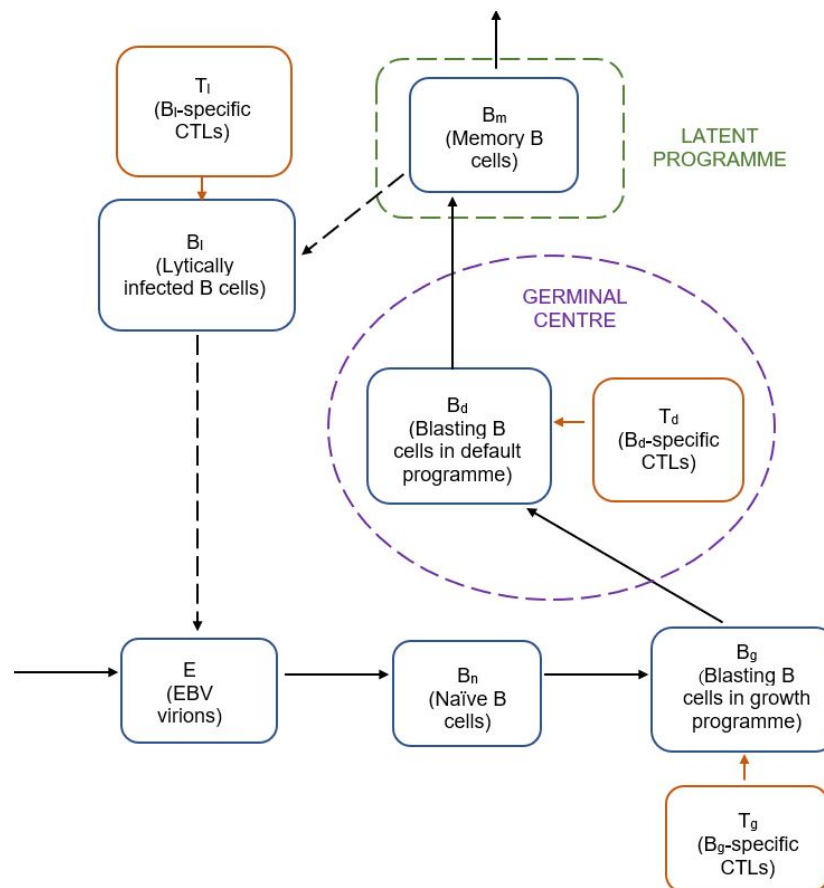 Tl
(Bl-specific
CTLs)
Bm
(Memory B
cells)
LATENT
PROGRAMME
Bl
(Lytically
infected B cells)
GERMINAL
CENTRE
Bd
(Blasting B
cells in default
programme)
Td
(Bd-specific
CTLs)
E
(EBV
virions)
Bn
(Naïve B
cells)
Bg
(Blasting B
cells in growth
programme)
Tg
(Bg-specific
CTLs)